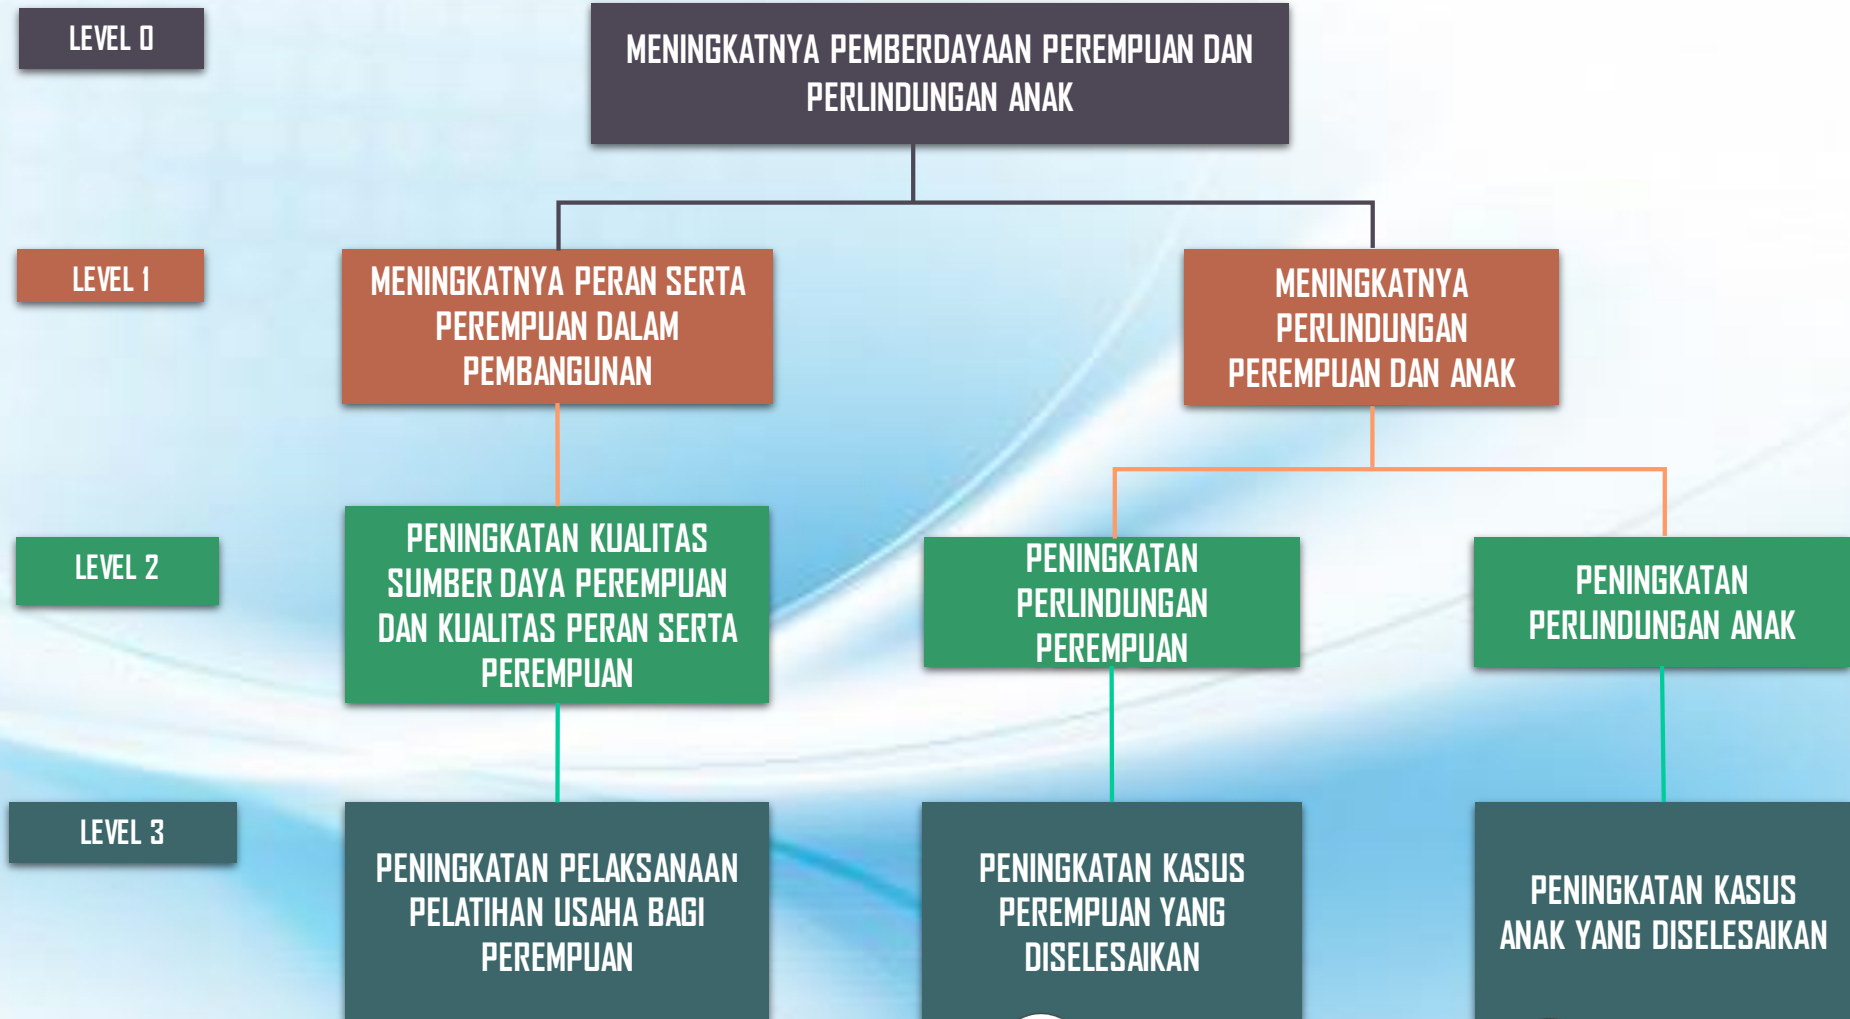 LEVEL 0
MENINGKATNYA PEMBERDAYAAN PEREMPUAN DAN
PERLINDUNGAN ANAK
LEVEL 1
MENINGKATNYA PERAN SERTA
PEREMPUAN DALAM
PEMBANGUNAN
MENINGKATNYA
PERLINDUNGAN
PEREMPUAN DAN ANAK
LEVEL 2
PENINGKATAN KUALITAS
SUMBER DAYA PEREMPUAN
DAN KUALITAS PERAN SERTA
PEREMPUAN
PENINGKATAN
PERLINDUNGAN
PEREMPUAN
PENINGKATAN
PERLINDUNGAN ANAK
LEVEL 3
PENINGKATAN PELAKSANAAN
PELATIHAN USAHA BAGI
PEREMPUAN
PENINGKATAN KASUS
PEREMPUAN YANG
DISELESAIKAN
PENINGKATAN KASUS
ANAK YANG DISELESAIKAN